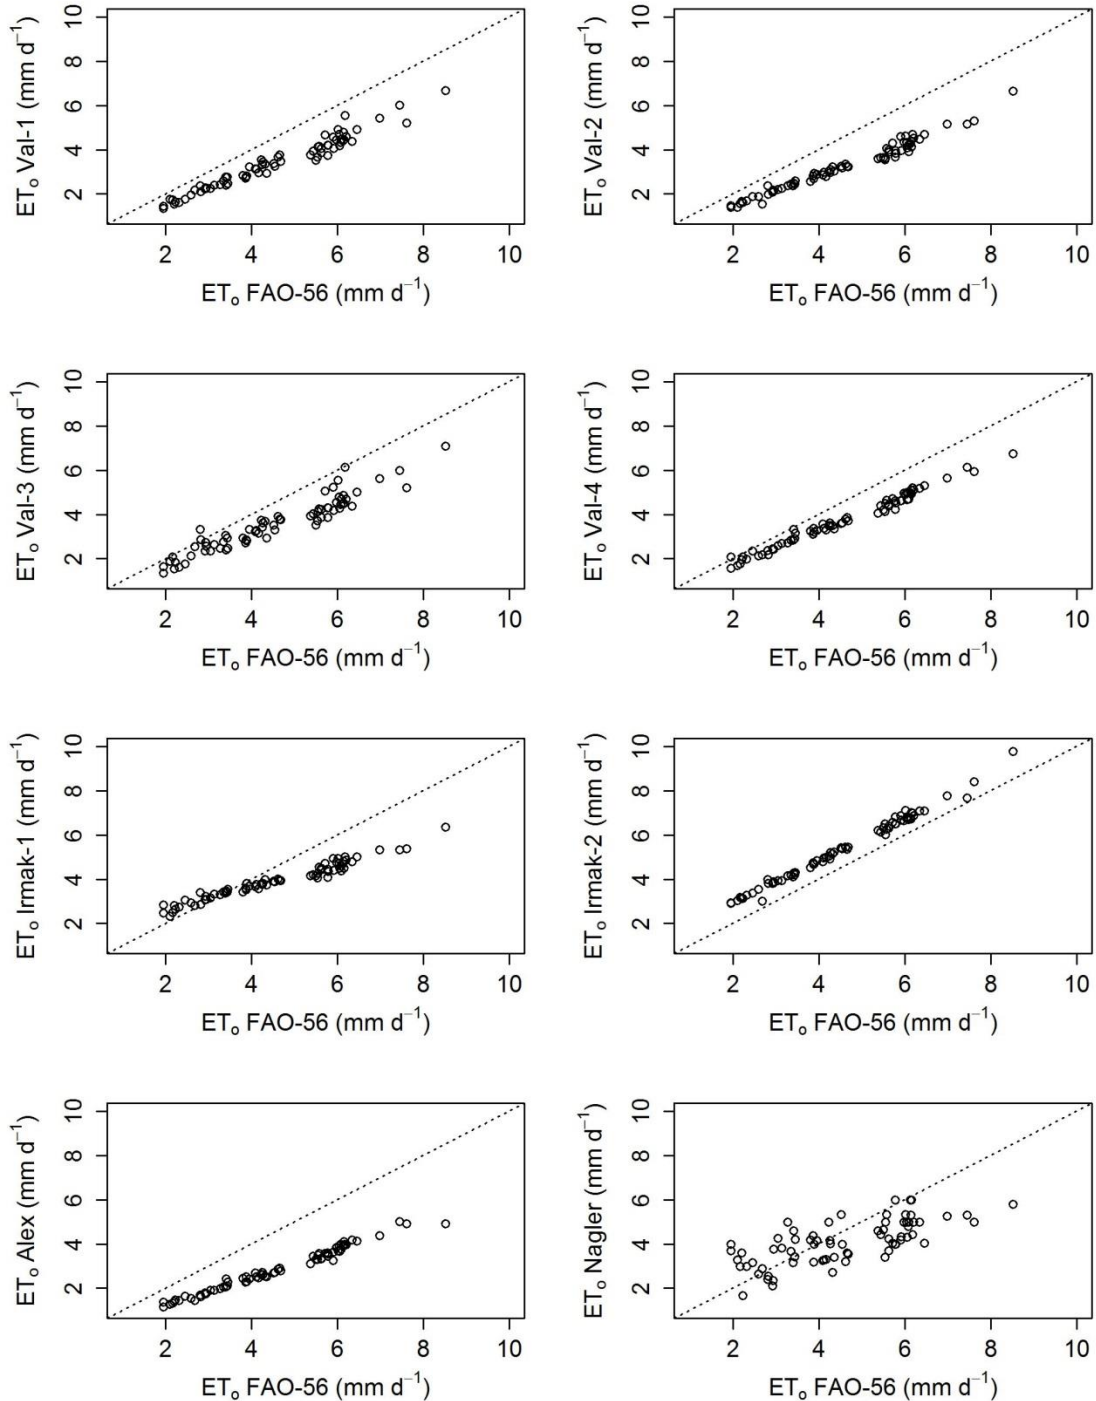 ETₒ Val-1 (mm d⁻¹)
2 4 6 8 10
2 4 6 8 10
ETₒ FAO-56 (mm d⁻¹)
ETₒ Val-2 (mm d⁻¹)
2 4 6 8 10
2 4 6 8 10
ETₒ FAO-56 (mm d⁻¹)
ETₒ Val-3 (mm d⁻¹)
2 4 6 8 10
2 4 6 8 10
ETₒ FAO-56 (mm d⁻¹)
ETₒ Val-4 (mm d⁻¹)
2 4 6 8 10
2 4 6 8 10
ETₒ FAO-56 (mm d⁻¹)
ETₒ Irmak-1 (mm d⁻¹)
2 4 6 8 10
2 4 6 8 10
ETₒ FAO-56 (mm d⁻¹)
ETₒ Irmak-2 (mm d⁻¹)
2 4 6 8 10
2 4 6 8 10
ETₒ FAO-56 (mm d⁻¹)
ETₒ Alex (mm d⁻¹)
2 4 6 8 10
2 4 6 8 10
ETₒ FAO-56 (mm d⁻¹)
ETₒ Nagler (mm d⁻¹)
2 4 6 8 10
2 4 6 8 10
ETₒ FAO-56 (mm d⁻¹)